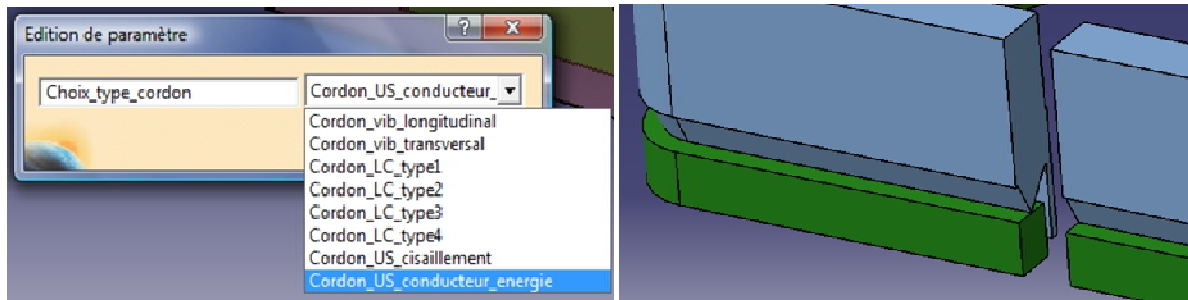 Edition de paramètre
?
X
Choix_type_cordon
Cordon_US_conducteur_
Cordon_vib_longitudinal
Cordon_vib_transversal
Cordon_LC_type1
Cordon_LC_type2
Cordon_LC_type3
Cordon_LC_type4
Cordon_US_cisaillement
Cordon_US_conducteur_energie